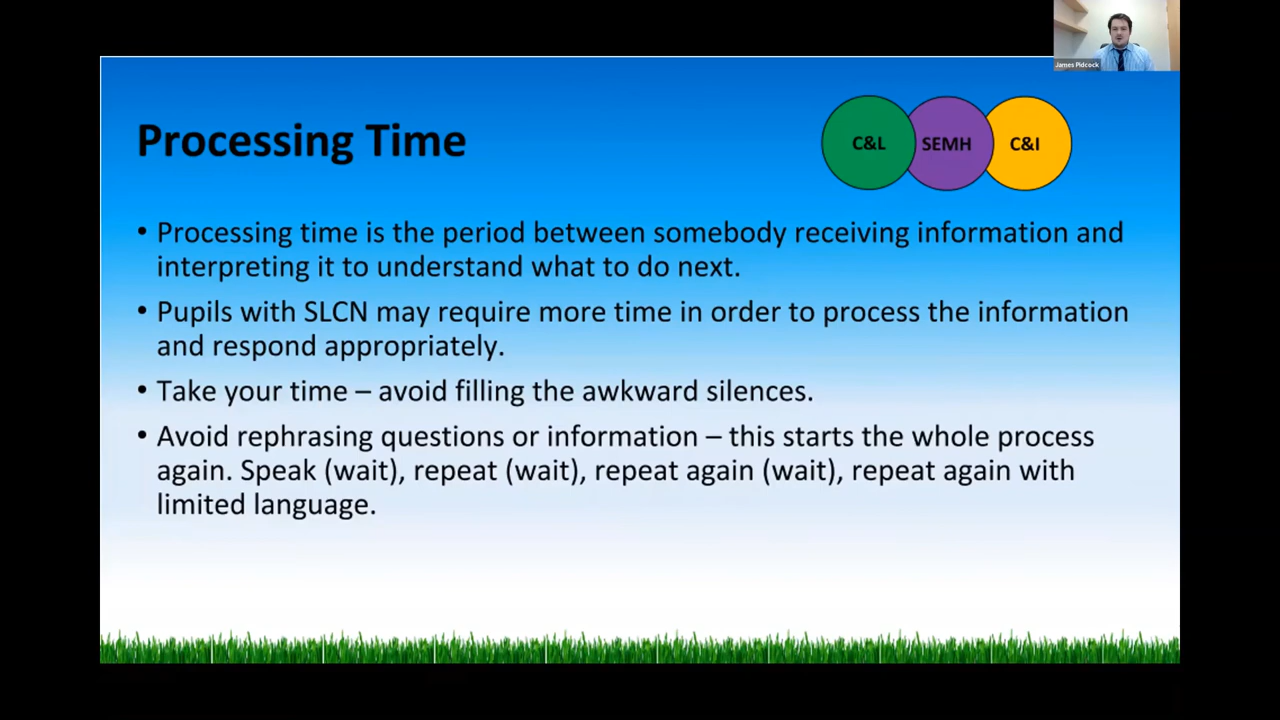 James Pidcock
Processing Time
C&L
SEMH
C&I
• Processing time is the period between somebody receiving information and
interpreting it to understand what to do next.
• Pupils with SLCN may require more time in order to process the information
and respond appropriately.
• Take your time – avoid filling the awkward silences.
• Avoid rephrasing questions or information – this starts the whole process
again. Speak (wait), repeat (wait), repeat again (wait), repeat again with
limited language.